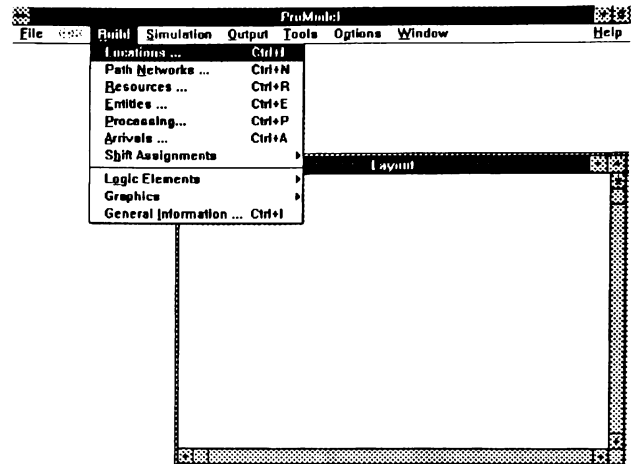 ProModel
File Edit Build Simulation Output Tools Options Window Help
Locations ... Ctrl+L
Path Networks ... Ctrl+N
Resources ... Ctrl+R
Entities ... Ctrl+E
Processing... Ctrl+P
Arrivals ... Ctrl+A
Shift Assignments
Layout
Logic Elements
Graphics
General Information ... Ctrl+I